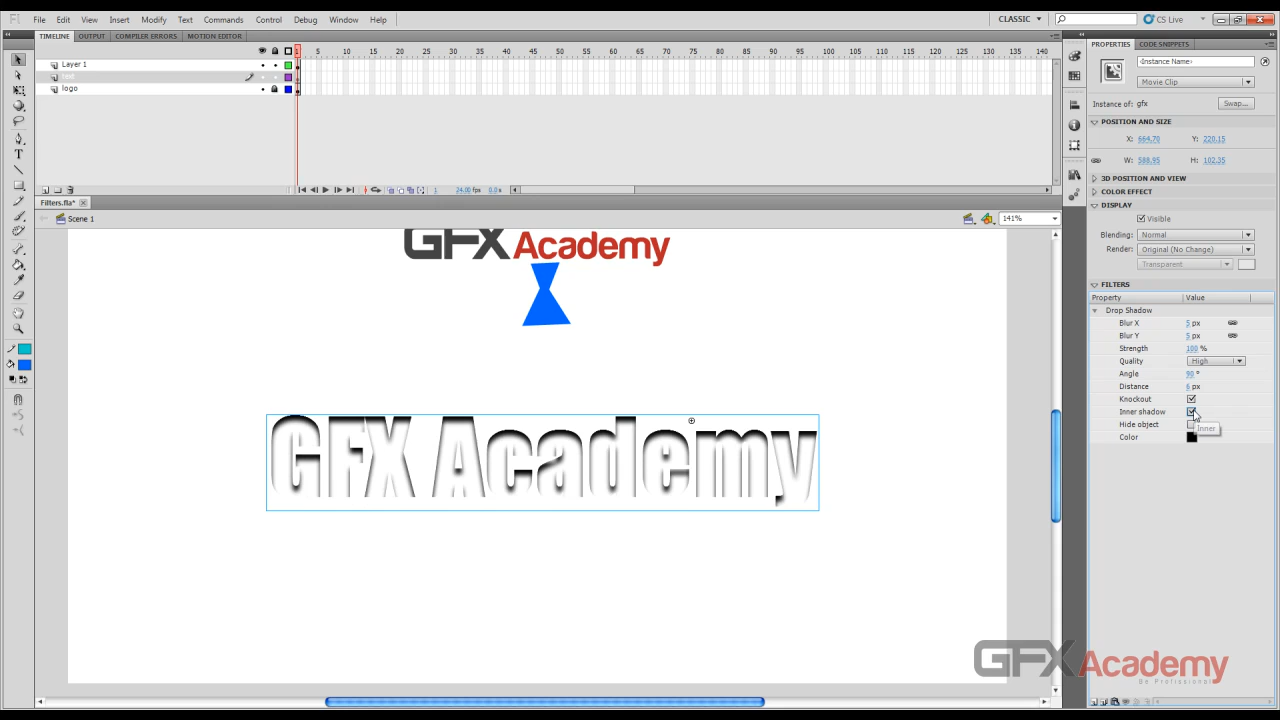 Fl File Edit View Insert Modify Text Commands Control Debug Window Help CLASSIC CS Live
TIMELINE OUTPUT COMPILER ERRORS MOTION EDITOR
1 5 10 15 20 25 30 35 40 45 50 55 60 65 70 75 80 85 90 95 100 105 110 115 120 125 130 135 140
Layer 1
text
logo
1 24.00 fps 0.0 s
Filters.fla*
Scene 1 141%
GFX Academy
GFX Academy
PROPERTIES CODE SNIPPETS
<Instance Name>
Movie Clip
Instance of: gfx Swap...
POSITION AND SIZE
X: 664.70 Y: 220.15
W: 588.95 H: 102.35
3D POSITION AND VIEW
COLOR EFFECT
DISPLAY
Visible
Blending: Normal
Render: Original (No Change)
Transparent
FILTERS
Property Value
Drop Shadow
Blur X 5 px
Blur Y 5 px
Strength 100 %
Quality High
Angle 90 °
Distance 6 px
Knockout
Inner shadow
Hide object
Inner
Color
GFX Academy
Be Professional